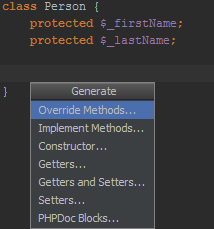 class Person {
protected $_firstName;
protected $_lastName;
}
Generate
Override Methods...
Implement Methods...
Constructor...
Getters...
Getters and Setters...
Setters...
PHPDoc Blocks...